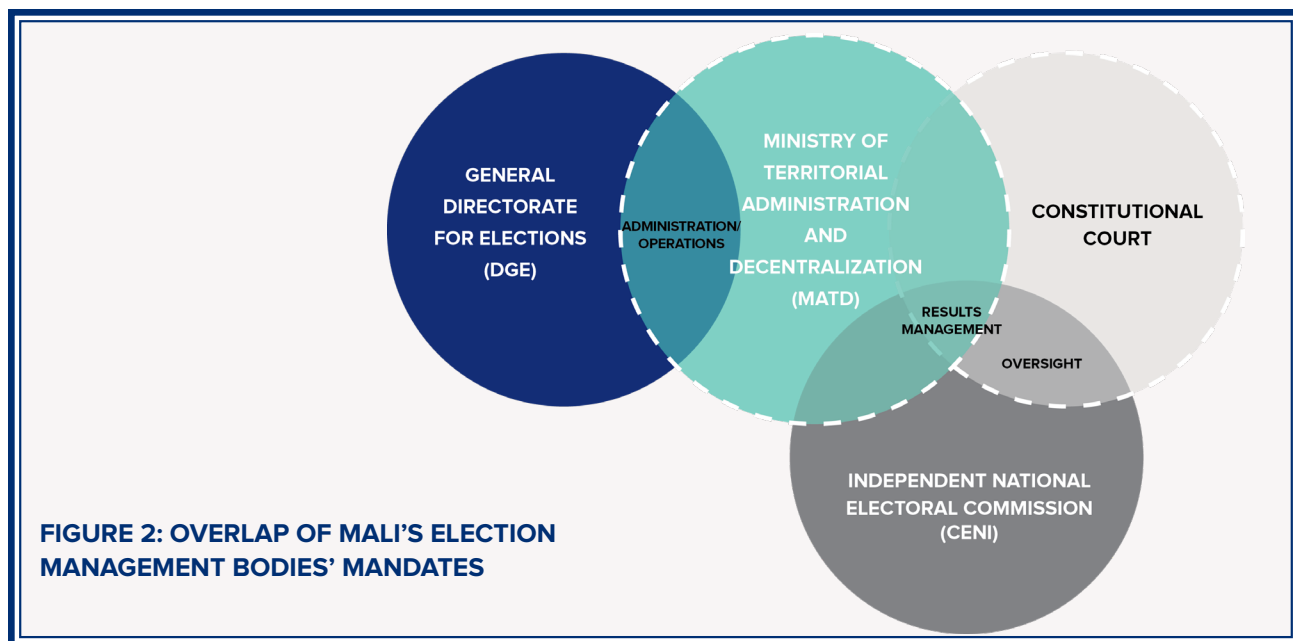 GENERAL
DIRECTORATE
FOR ELECTIONS
(DGE)
ADMINISTRATION/
OPERATIONS
MINISTRY OF
TERRITORIAL
ADMINISTRATION
AND
DECENTRALIZATION
(MATD)
CONSTITUTIONAL
COURT
RESULTS
MANAGEMENT
OVERSIGHT
INDEPENDENT NATIONAL
ELECTORAL COMMISSION
(CENI)
FIGURE 2: OVERLAP OF MALI’S ELECTION
MANAGEMENT BODIES’ MANDATES